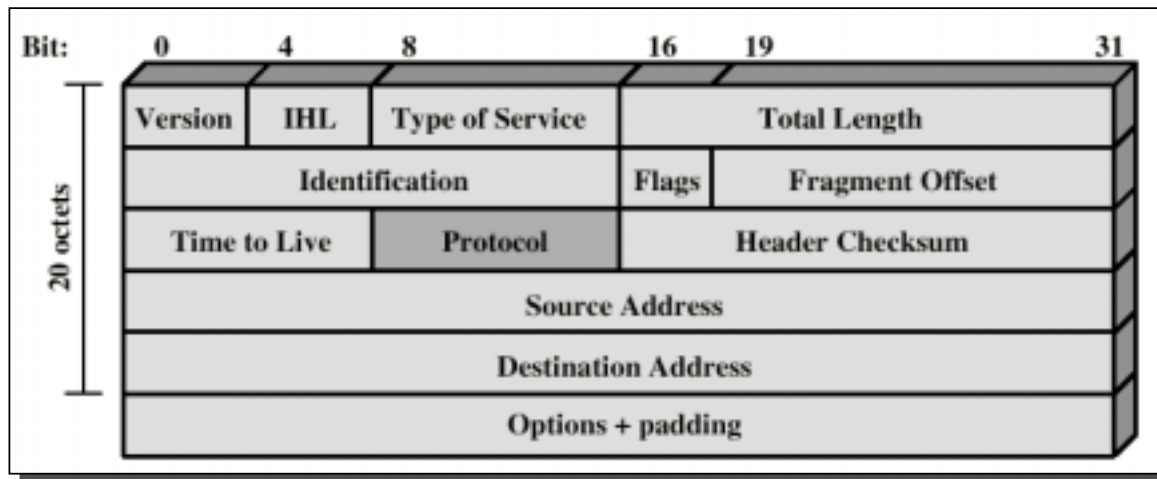 Bit: 0 4 8 16 19 31
Version IHL Type of Service Total Length
Identification Flags Fragment Offset
Time to Live Protocol Header Checksum
Source Address
Destination Address
Options + padding
20 octets